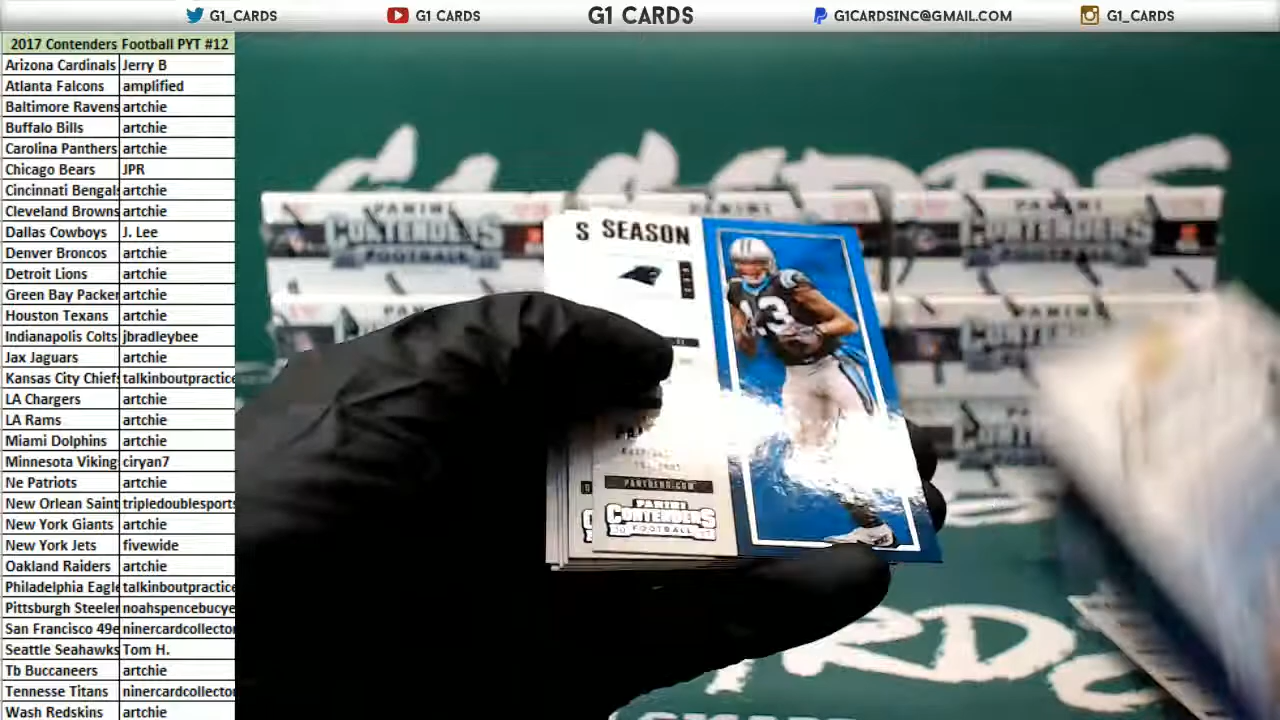 G1_CARDS
G1 CARDS
G1 CARDS
G1CARDSINC@GMAIL.COM
G1_CARDS
2017 Contenders Football PYT #12
Arizona Cardinals Jerry B
Atlanta Falcons amplified
Baltimore Ravens artchie
Buffalo Bills artchie
Carolina Panthers artchie
Chicago Bears JPR
Cincinnati Bengals artchie
Cleveland Browns artchie
Dallas Cowboys J. Lee
Denver Broncos artchie
Detroit Lions artchie
Green Bay Packer artchie
Houston Texans artchie
Indianapolis Colts jbradleybee
Jax Jaguars artchie
Kansas City Chiefs talkinboutpractice
LA Chargers artchie
LA Rams artchie
Miami Dolphins artchie
Minnesota Viking ciryan7
Ne Patriots artchie
New Orlean Saint tripledoublesports
New York Giants artchie
New York Jets fivewide
Oakland Raiders artchie
Philadelphia Eagle talkinboutpractice
Pittsburgh Steeler noahspencebucye
San Francisco 49e ninercardcollector
Seattle Seahawks Tom H.
Tb Buccaneers artchie
Tennesse Titans ninercardcollector
Wash Redskins artchie
PANINI
CONTENDERS
FOOTBALL
S SEASON
13
PANINI
CONTENDERS
FOOTBALL